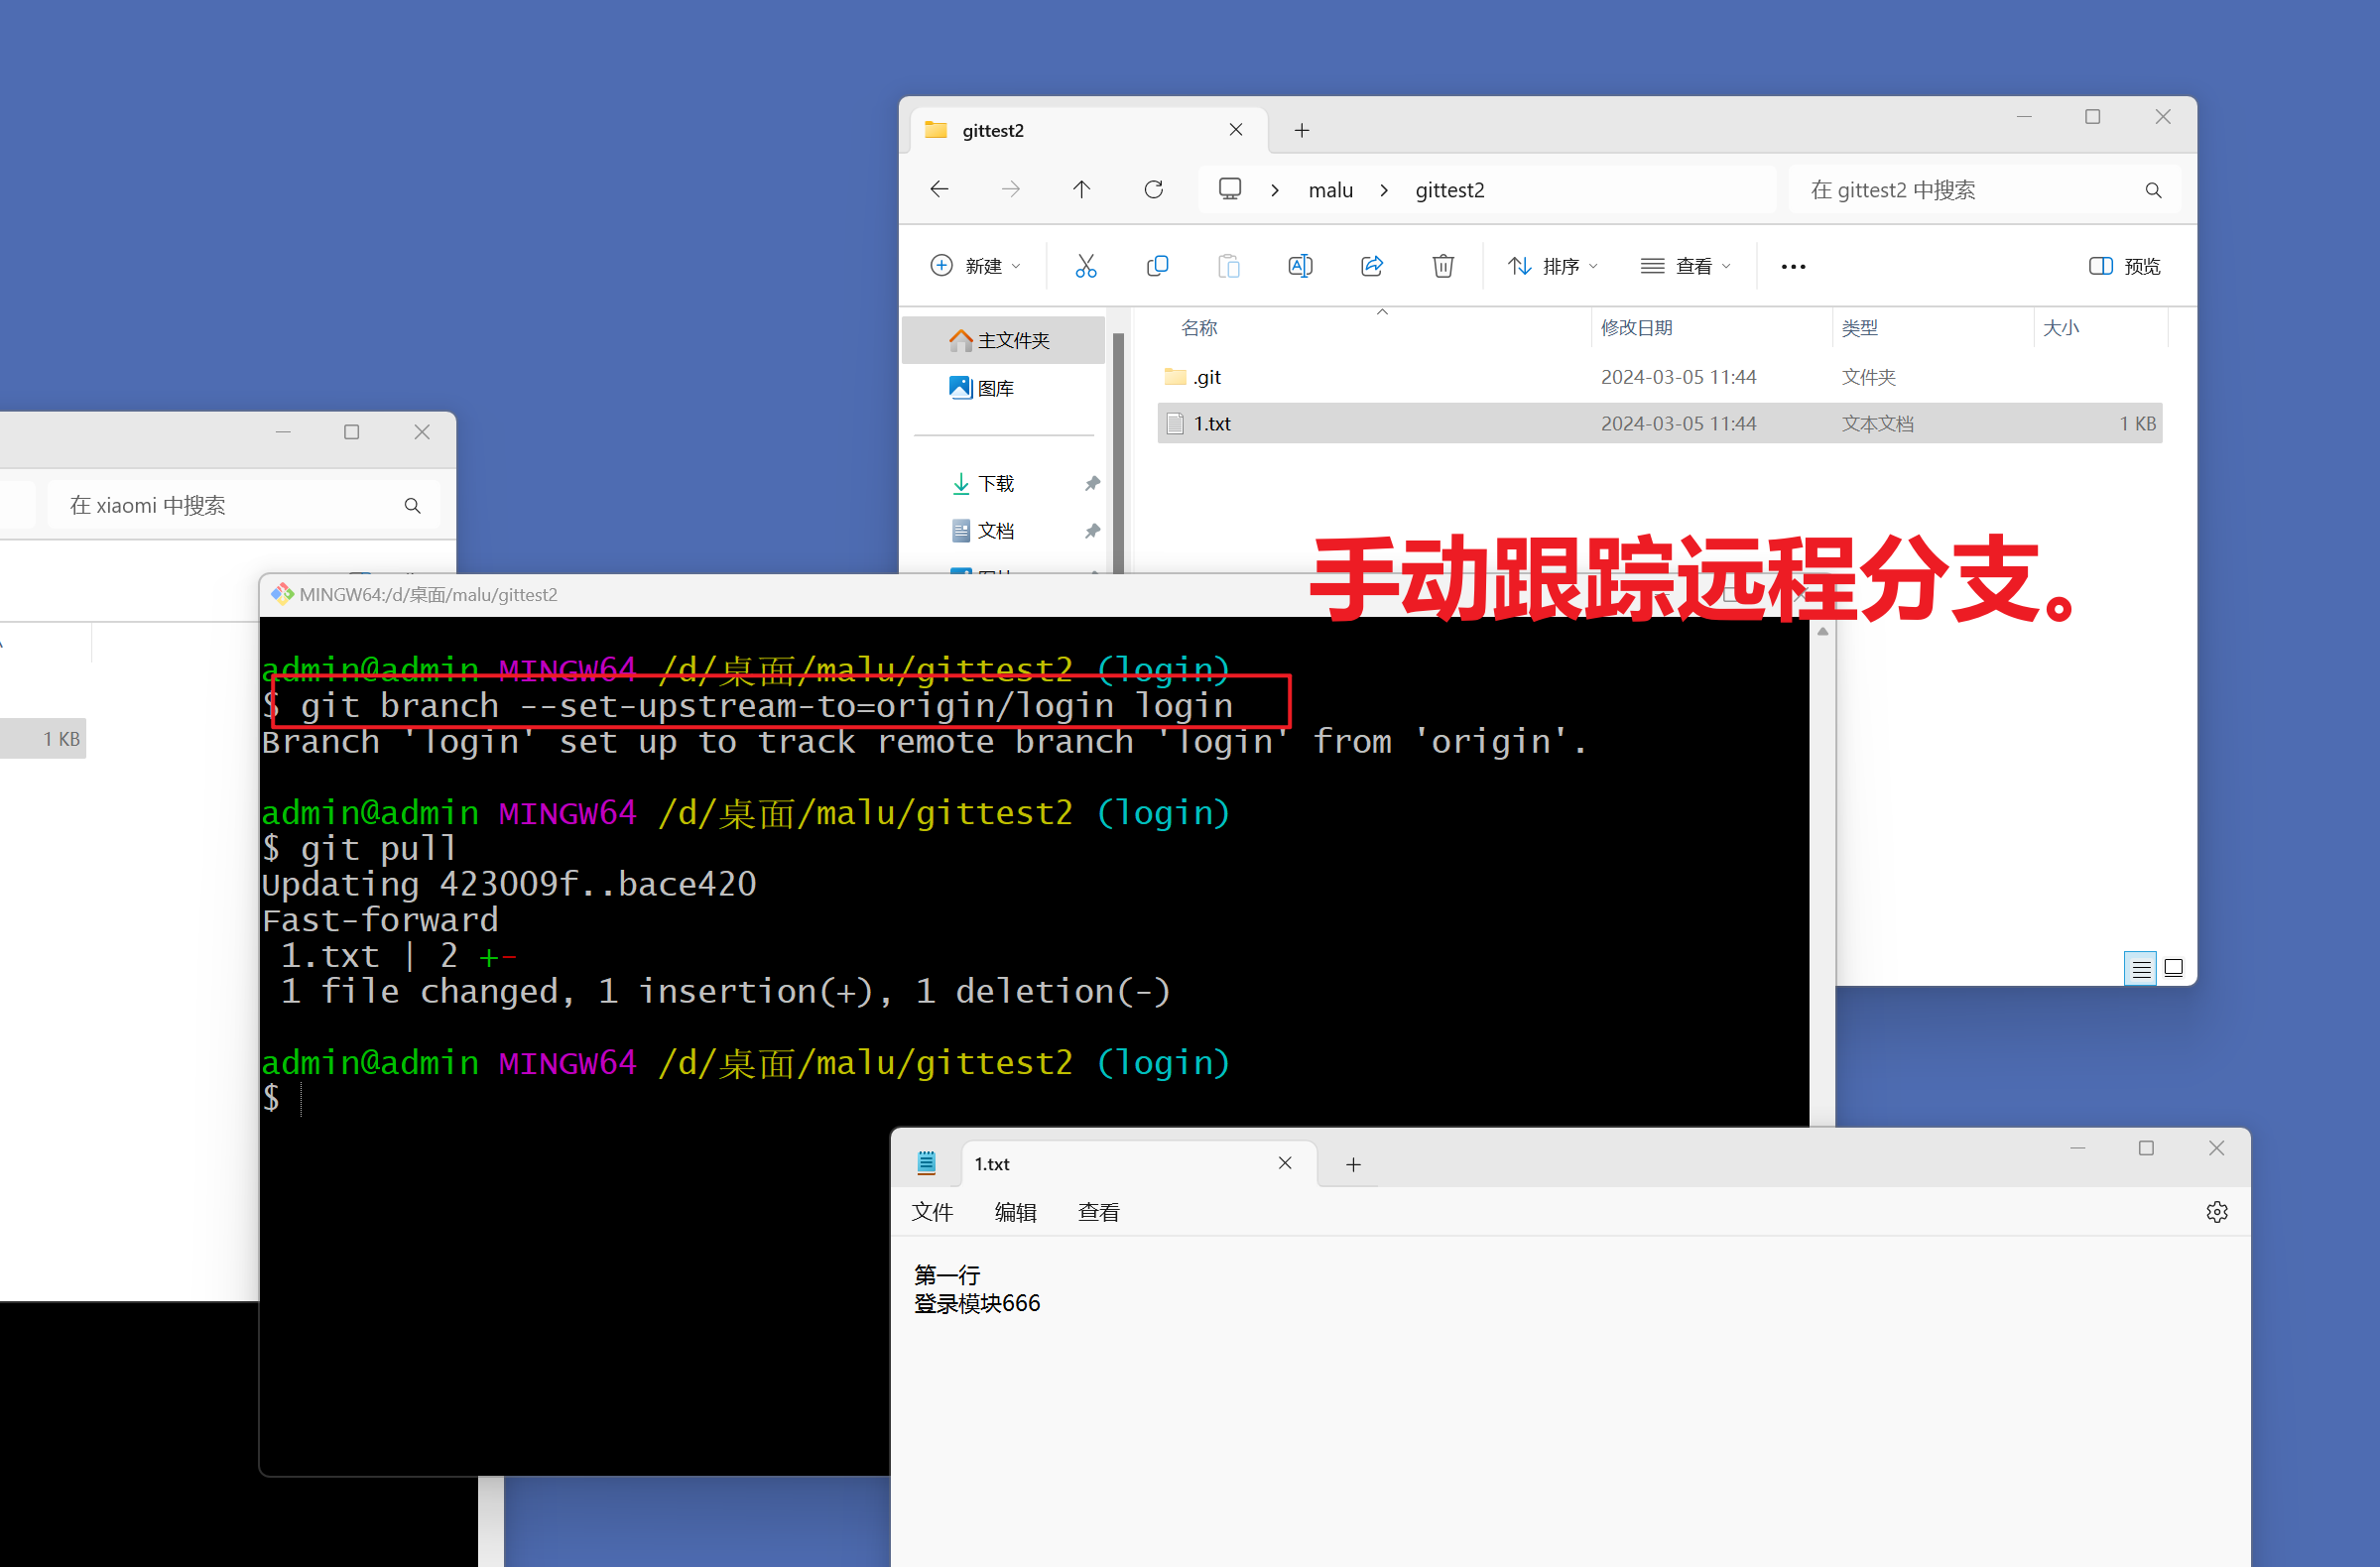 gittest2
malu
gittest2
在 gittest2 中搜索
新建
排序
查看
预览
主文件夹
图库
下载
文档
名称
修改日期
类型
大小
.git
2024-03-05 11:44
文件夹
1.txt
2024-03-05 11:44
文本文档
1 KB
在 xiaomi 中搜索
1 KB
手动跟踪远程分支。
MINGW64:/d/桌面/malu/gittest2
admin@admin MINGW64 /d/桌面/malu/gittest2 (login)
$ git branch --set-upstream-to=origin/login login
Branch 'login' set up to track remote branch 'login' from 'origin'.
admin@admin MINGW64 /d/桌面/malu/gittest2 (login)
$ git pull
Updating 423009f..bace420
Fast-forward
1.txt | 2 +-
1 file changed, 1 insertion(+), 1 deletion(-)
admin@admin MINGW64 /d/桌面/malu/gittest2 (login)
$
1.txt
文件
编辑
查看
第一行
登录模块666